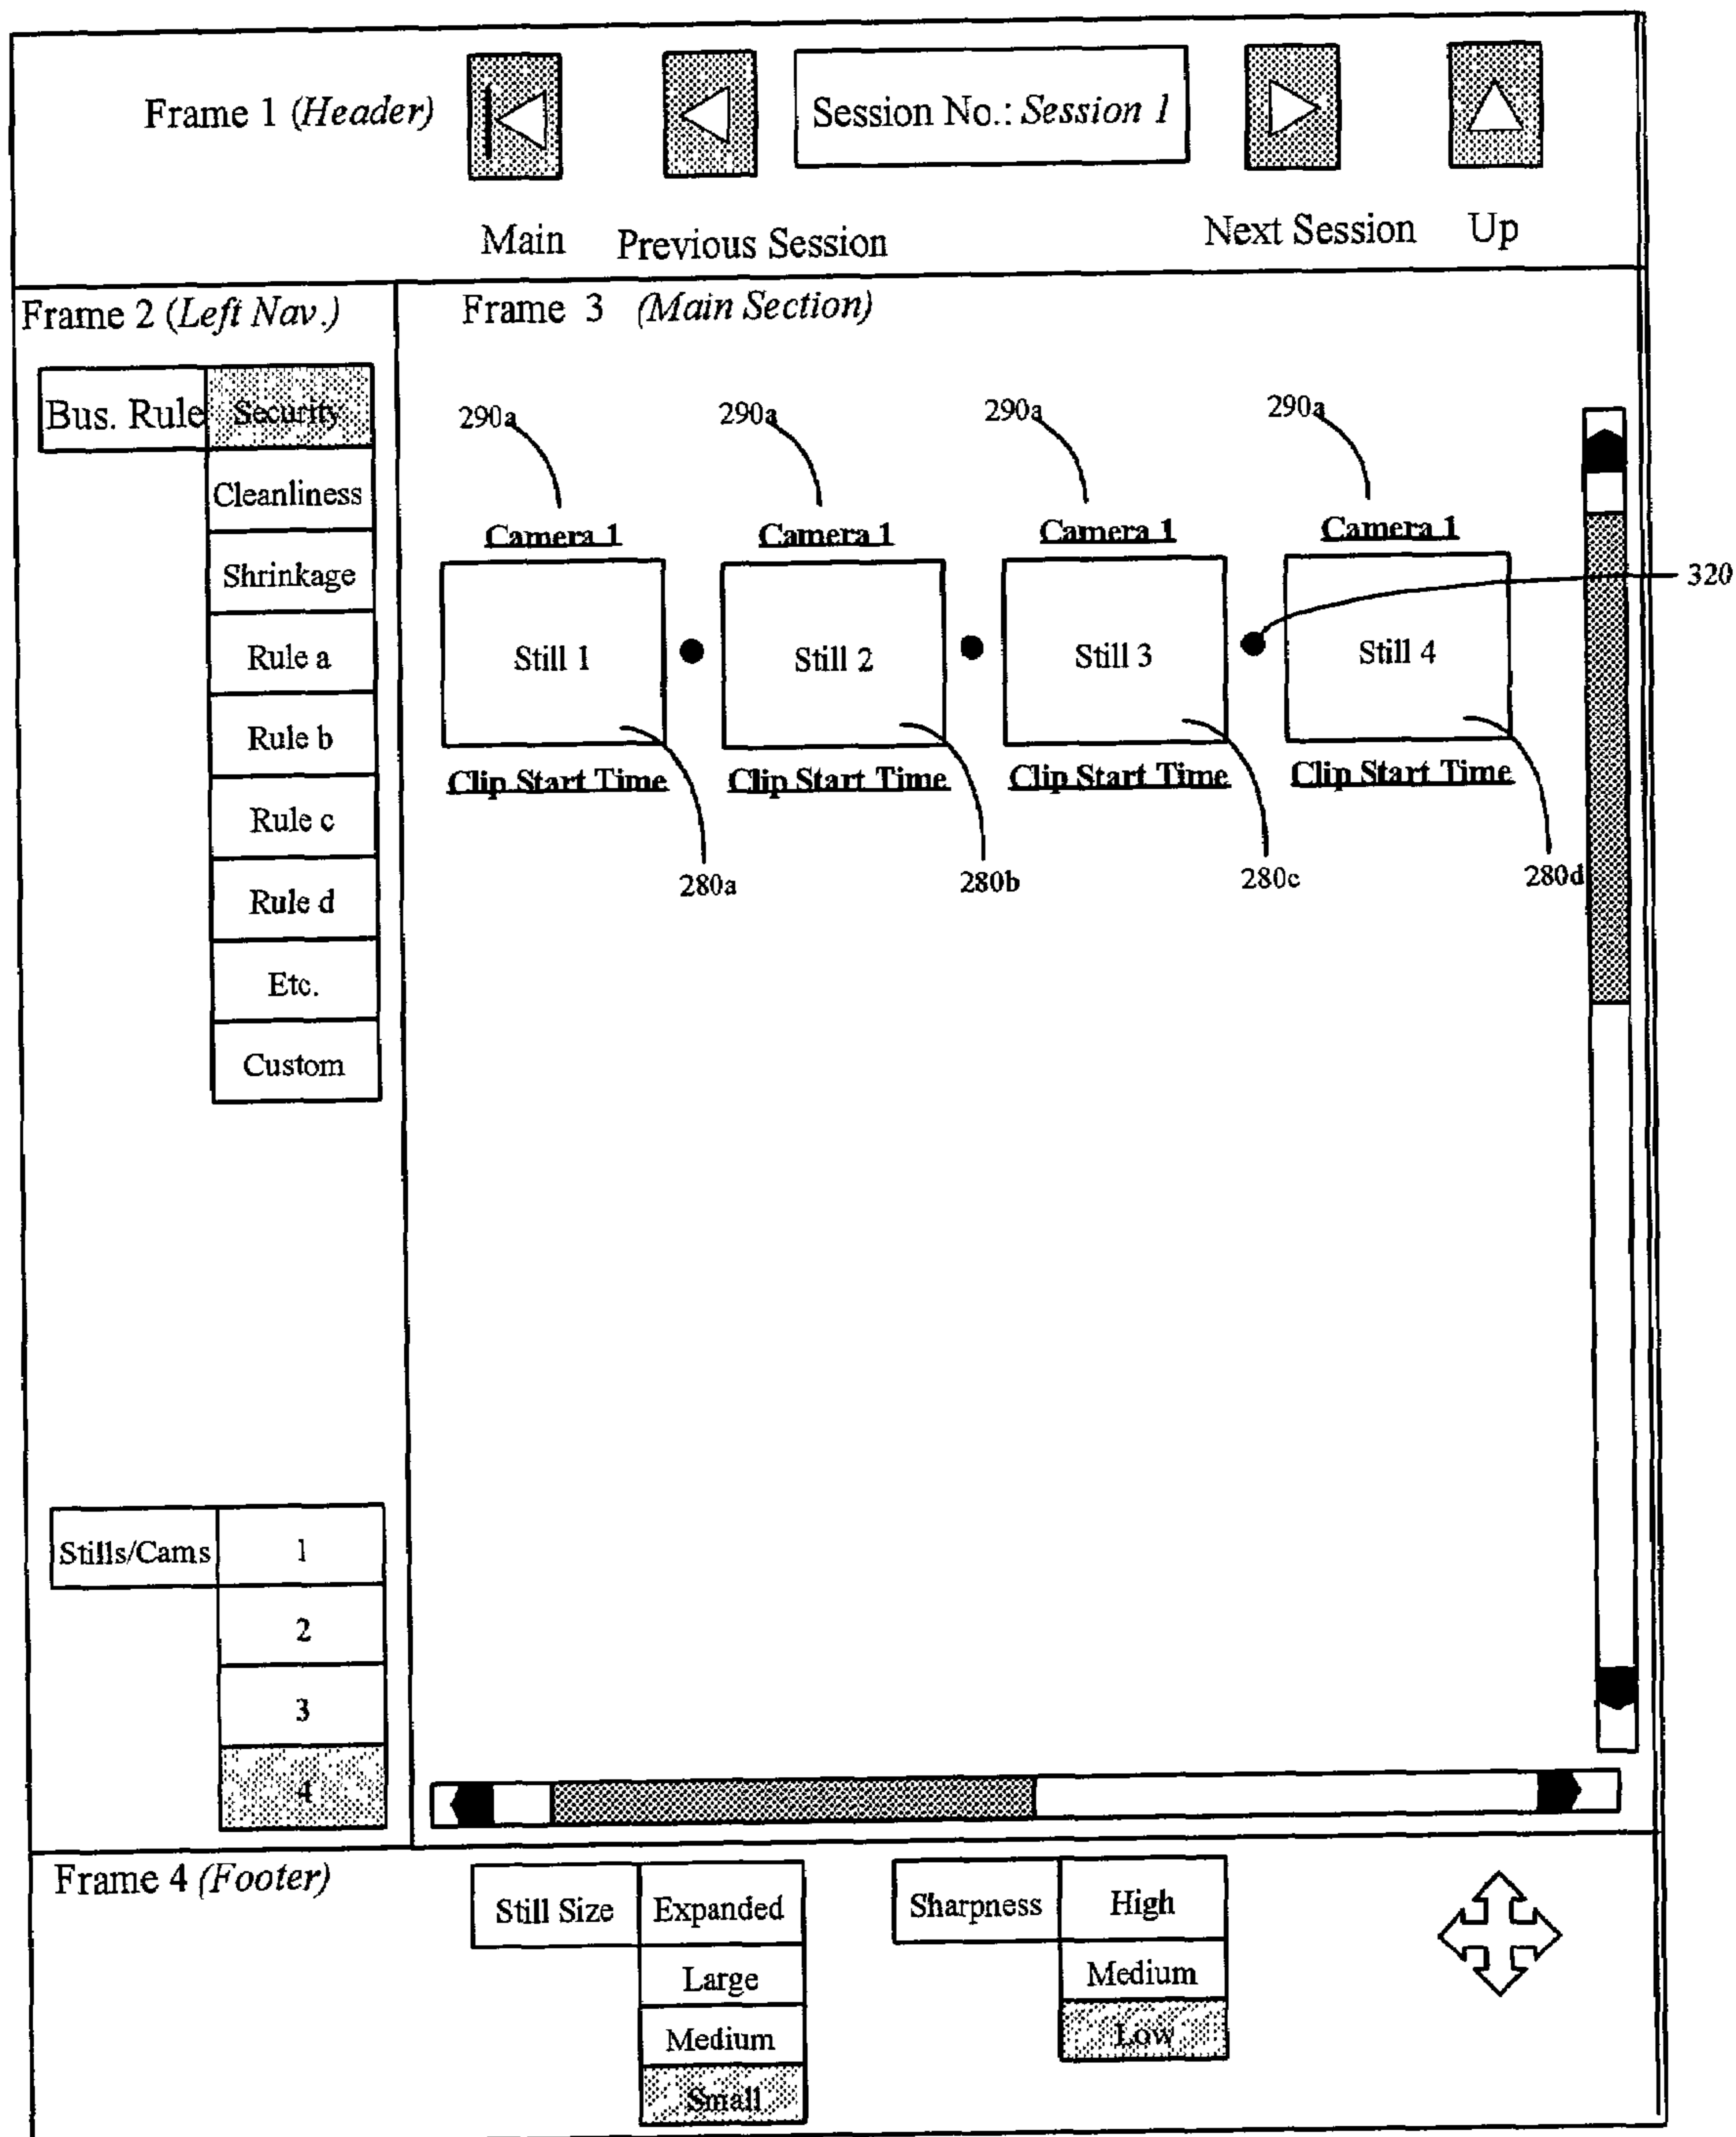 Frame 1 (Header)
Session No.: Session 1
Main
Previous Session
Next Session
Up
Frame 2 (Left Nav.)
Bus. Rule
Security
Cleanliness
Shrinkage
Rule a
Rule b
Rule c
Rule d
Etc.
Custom
Stills/Cams
1
2
3
4
Frame 3 (Main Section)
290a 290a 290a 290a
Camera 1 Camera 1 Camera 1 Camera 1
320
Still 1 Still 2 Still 3 Still 4
Clip Start Time Clip Start Time Clip Start Time Clip Start Time
280a 280b 280c 280d
Frame 4 (Footer)
Still Size
Expanded
Large
Medium
Small
Sharpness
High
Medium
Low